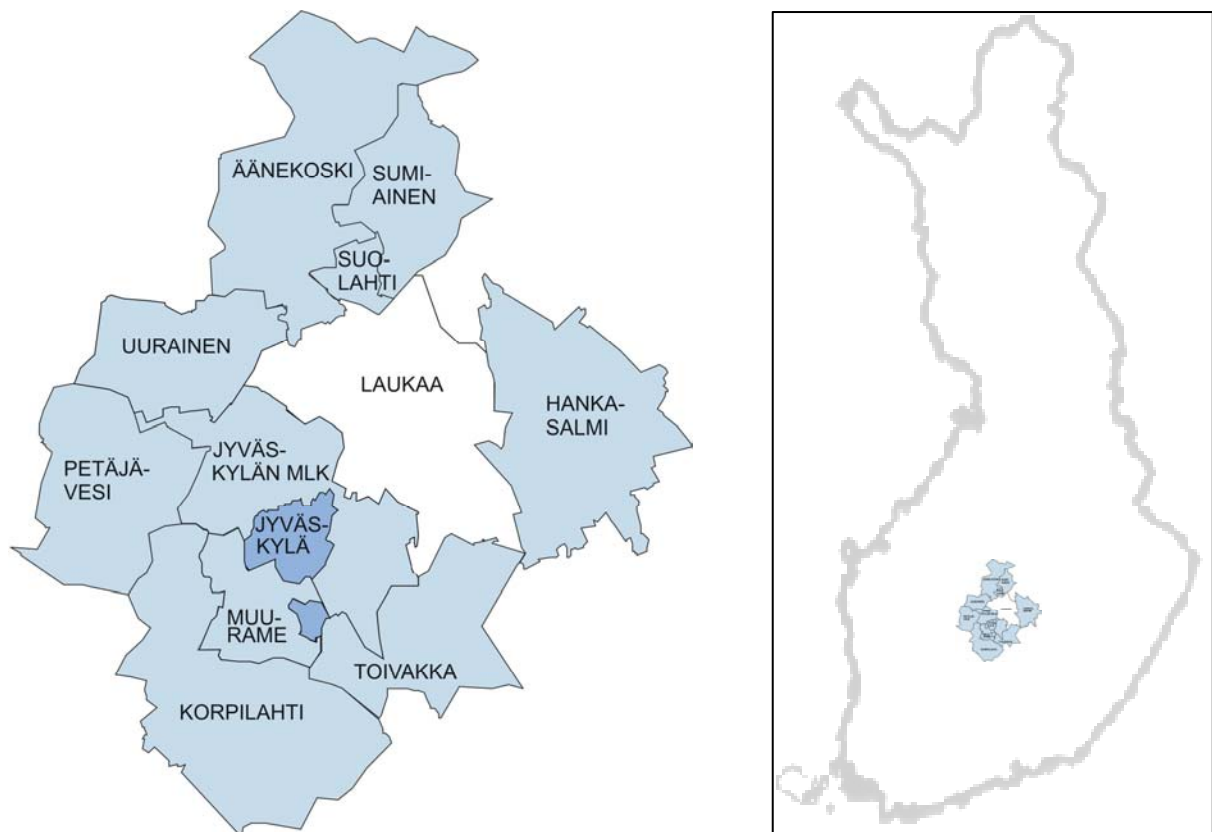 ÄÄNEKOSKI
SUMI-
AINEN
SUO-
LAHTI
UURAINEN
LAUKAA
HANKA-
SALMI
JYVÄS-
KYLÄN MLK
PETÄJÄ-
VESI
JYVÄS-
KYLÄ
MUU-
RAME
TOIVAKKA
KORPILAHTI